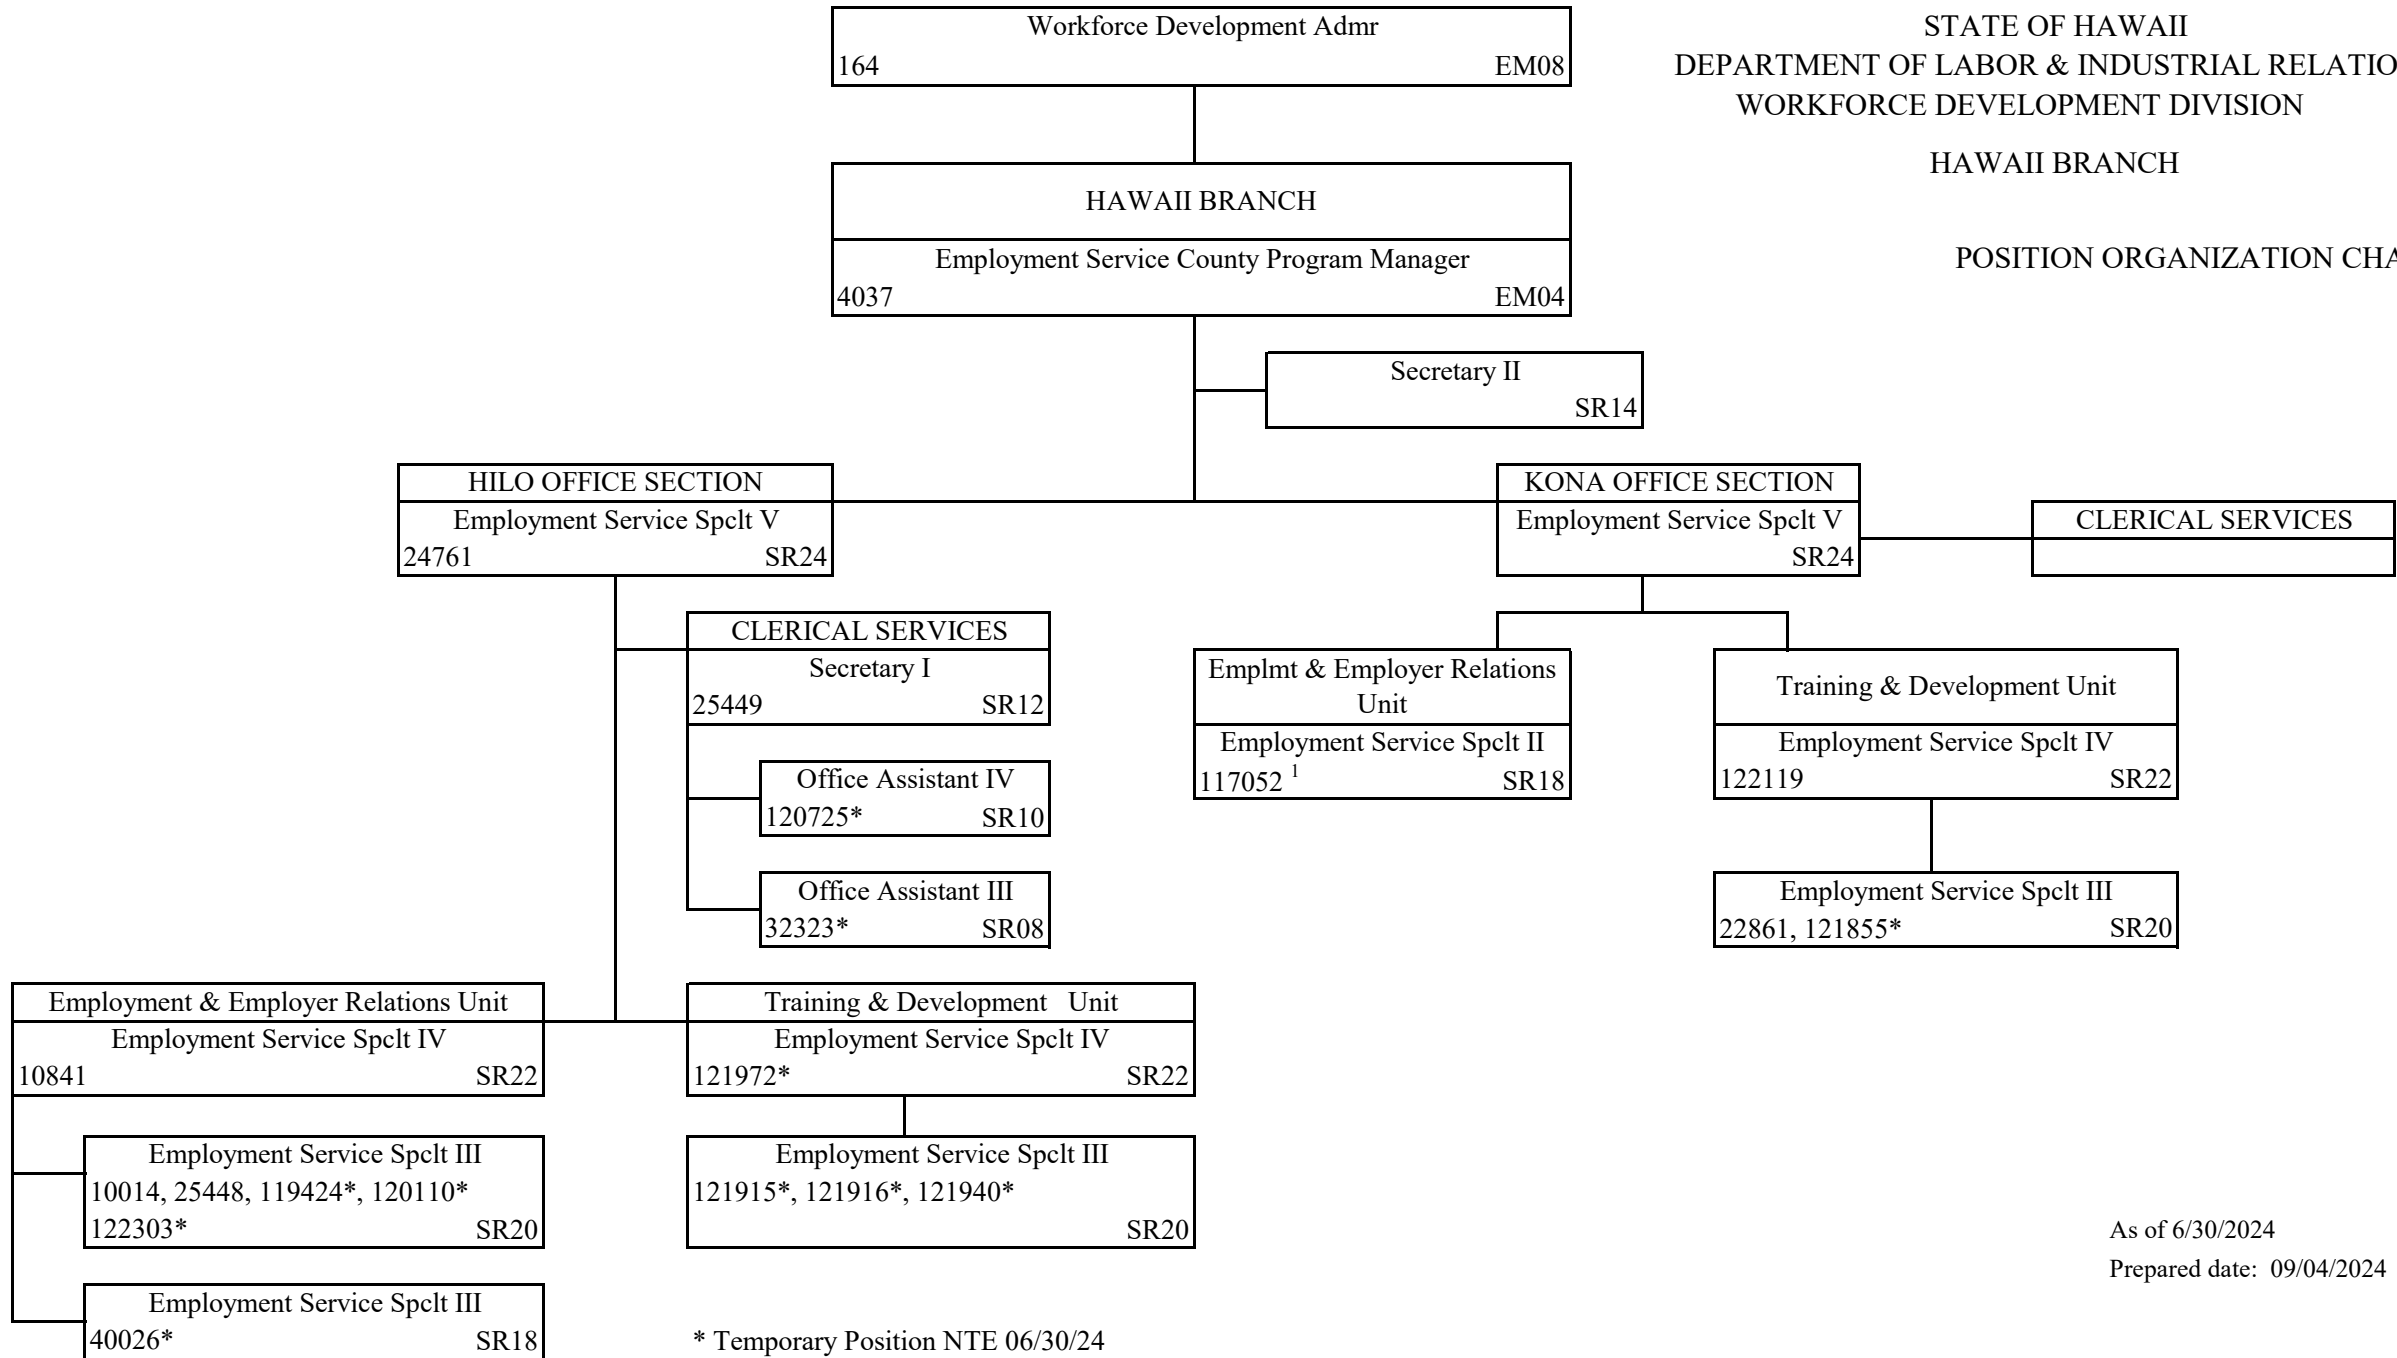 Workforce Development Admr
164 EM08
STATE OF HAWAII
DEPARTMENT OF LABOR & INDUSTRIAL RELATIO
WORKFORCE DEVELOPMENT DIVISION
HAWAII BRANCH
POSITION ORGANIZATION CHA
HAWAII BRANCH
Employment Service County Program Manager
4037 EM04
Secretary II
SR14
HILO OFFICE SECTION
Employment Service Spclt V
24761 SR24
KONA OFFICE SECTION
Employment Service Spclt V
SR24
CLERICAL SERVICES
CLERICAL SERVICES
Secretary I
25449 SR12
Office Assistant IV
120725* SR10
Office Assistant III
32323* SR08
Emplmt & Employer Relations
Unit
Employment Service Spclt II
117052 1 SR18
Training & Development Unit
Employment Service Spclt IV
122119 SR22
Employment Service Spclt III
22861, 121855* SR20
Employment & Employer Relations Unit
Employment Service Spclt IV
10841 SR22
Employment Service Spclt III
10014, 25448, 119424*, 120110*
122303* SR20
Employment Service Spclt III
40026* SR18
Training & Development Unit
Employment Service Spclt IV
121972* SR22
Employment Service Spclt III
121915*, 121916*, 121940*
SR20
* Temporary Position NTE 06/30/24
As of 6/30/2024
Prepared date: 09/04/2024